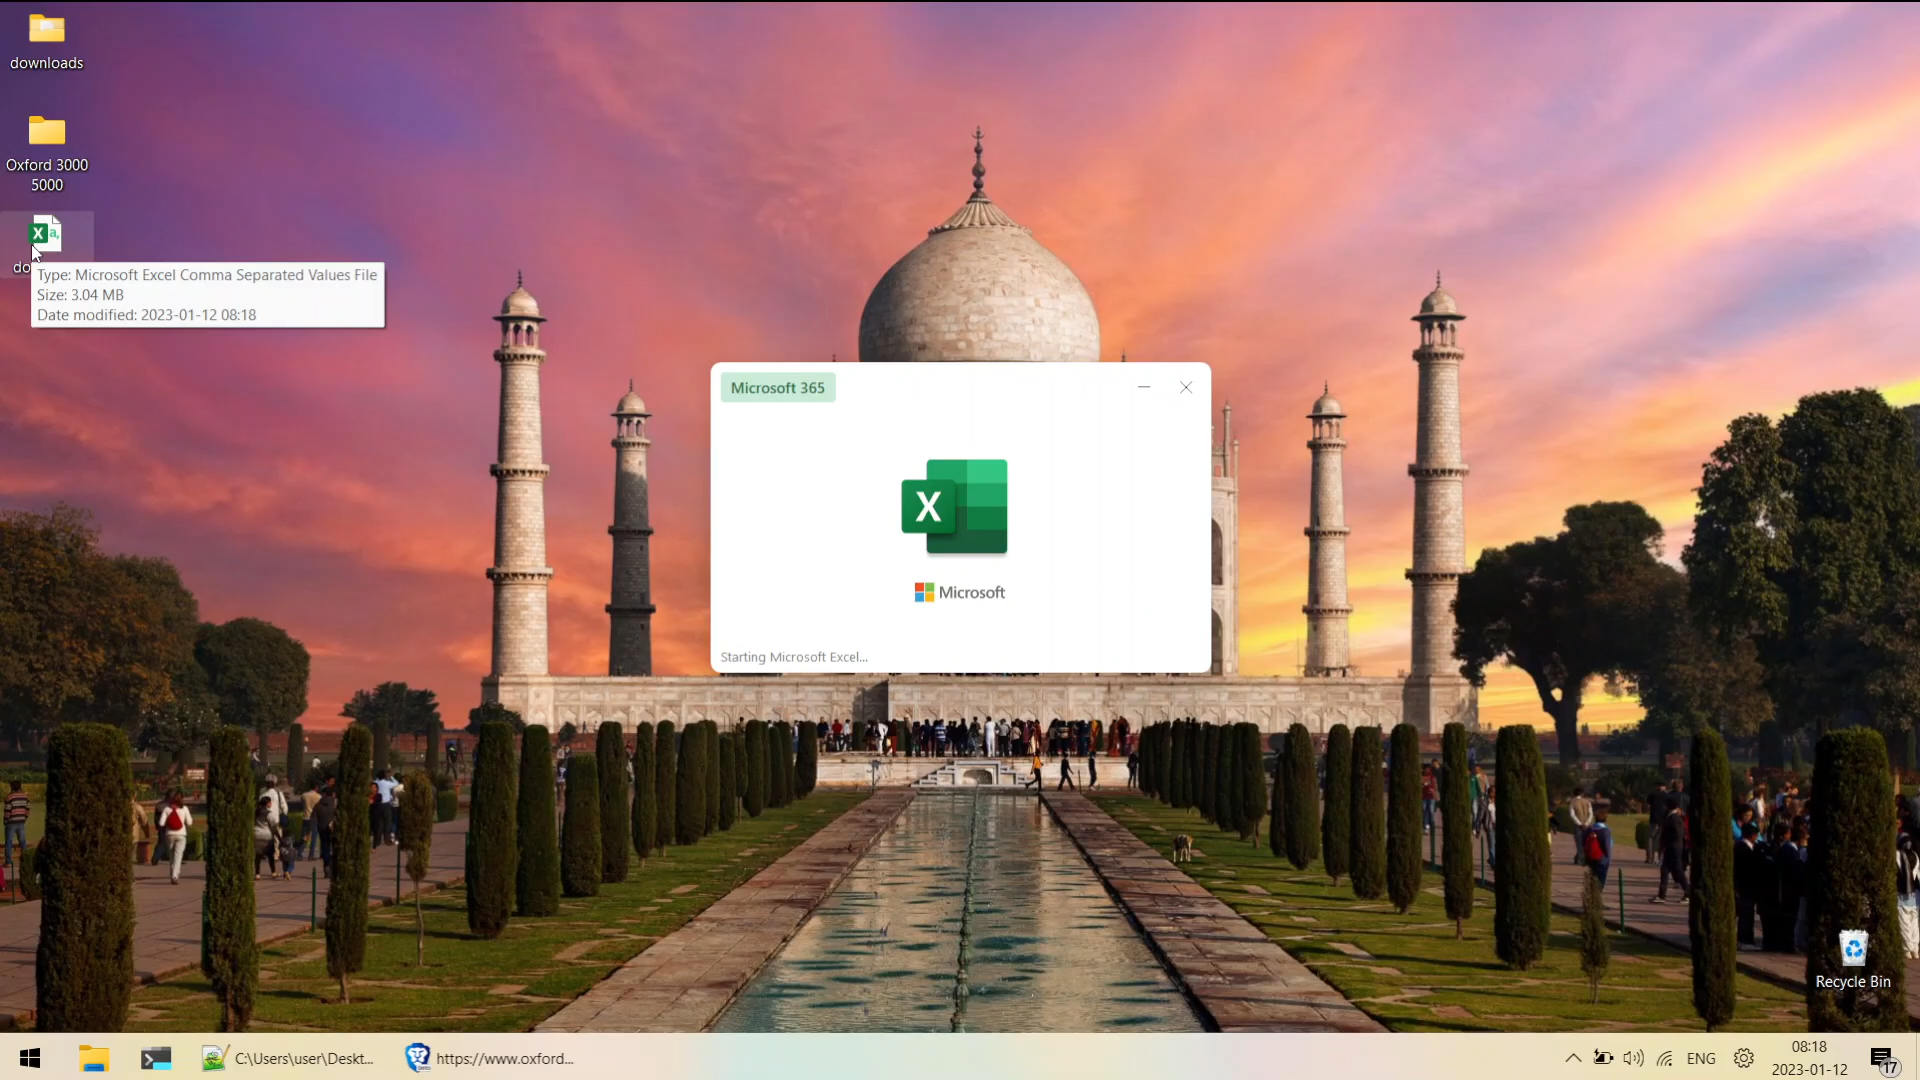 downloads
Oxford 3000
5000
X a,
do
Type: Microsoft Excel Comma Separated Values File
Size: 3.04 MB
Date modified: 2023-01-12 08:18
Microsoft 365
X
Microsoft
Starting Microsoft Excel...
Recycle Bin
C:\Users\user\Deskt...
https://www.oxford...
ENG
08:18
2023-01-12
17